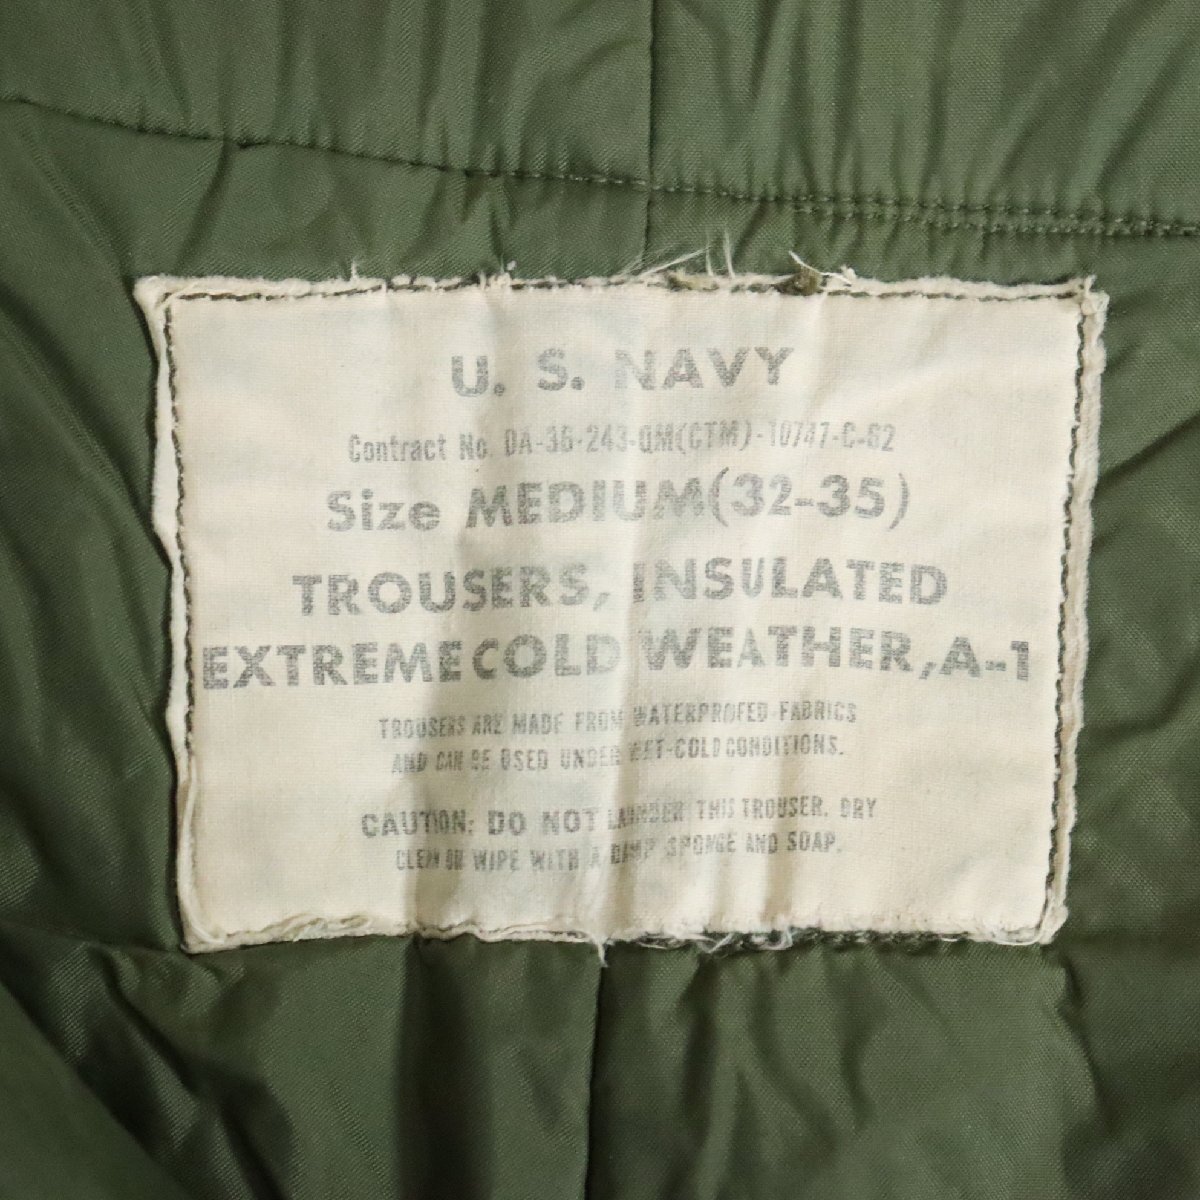 U. S. NAVY
Contract No. DA-36-243-QM(CTM)-10747-C-62
Size MEDIUM(32-35)
TROUSERS, INSULATED
EXTREME COLD WEATHER, A-1
TROUSERS ARE MADE FROM WATERPROOFED FABRICS
AND CAN BE USED UNDER WET-COLD CONDITIONS.
CAUTION: DO NOT LAUNDER THIS TROUSER. DRY
CLEAN OR WIPE WITH A DAMP SPONGE AND SOAP.